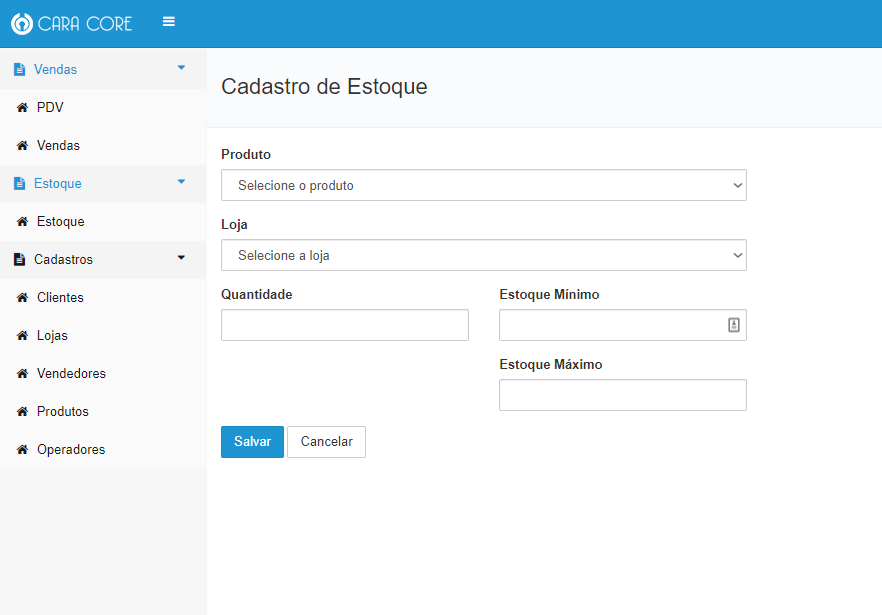 CARA CORE
Vendas
PDV
Vendas
Estoque
Estoque
Cadastros
Clientes
Lojas
Vendedores
Produtos
Operadores
Cadastro de Estoque
Produto
Selecione o produto
Loja
Selecione a loja
Quantidade
Estoque Mínimo
Estoque Máximo
Salvar
Cancelar